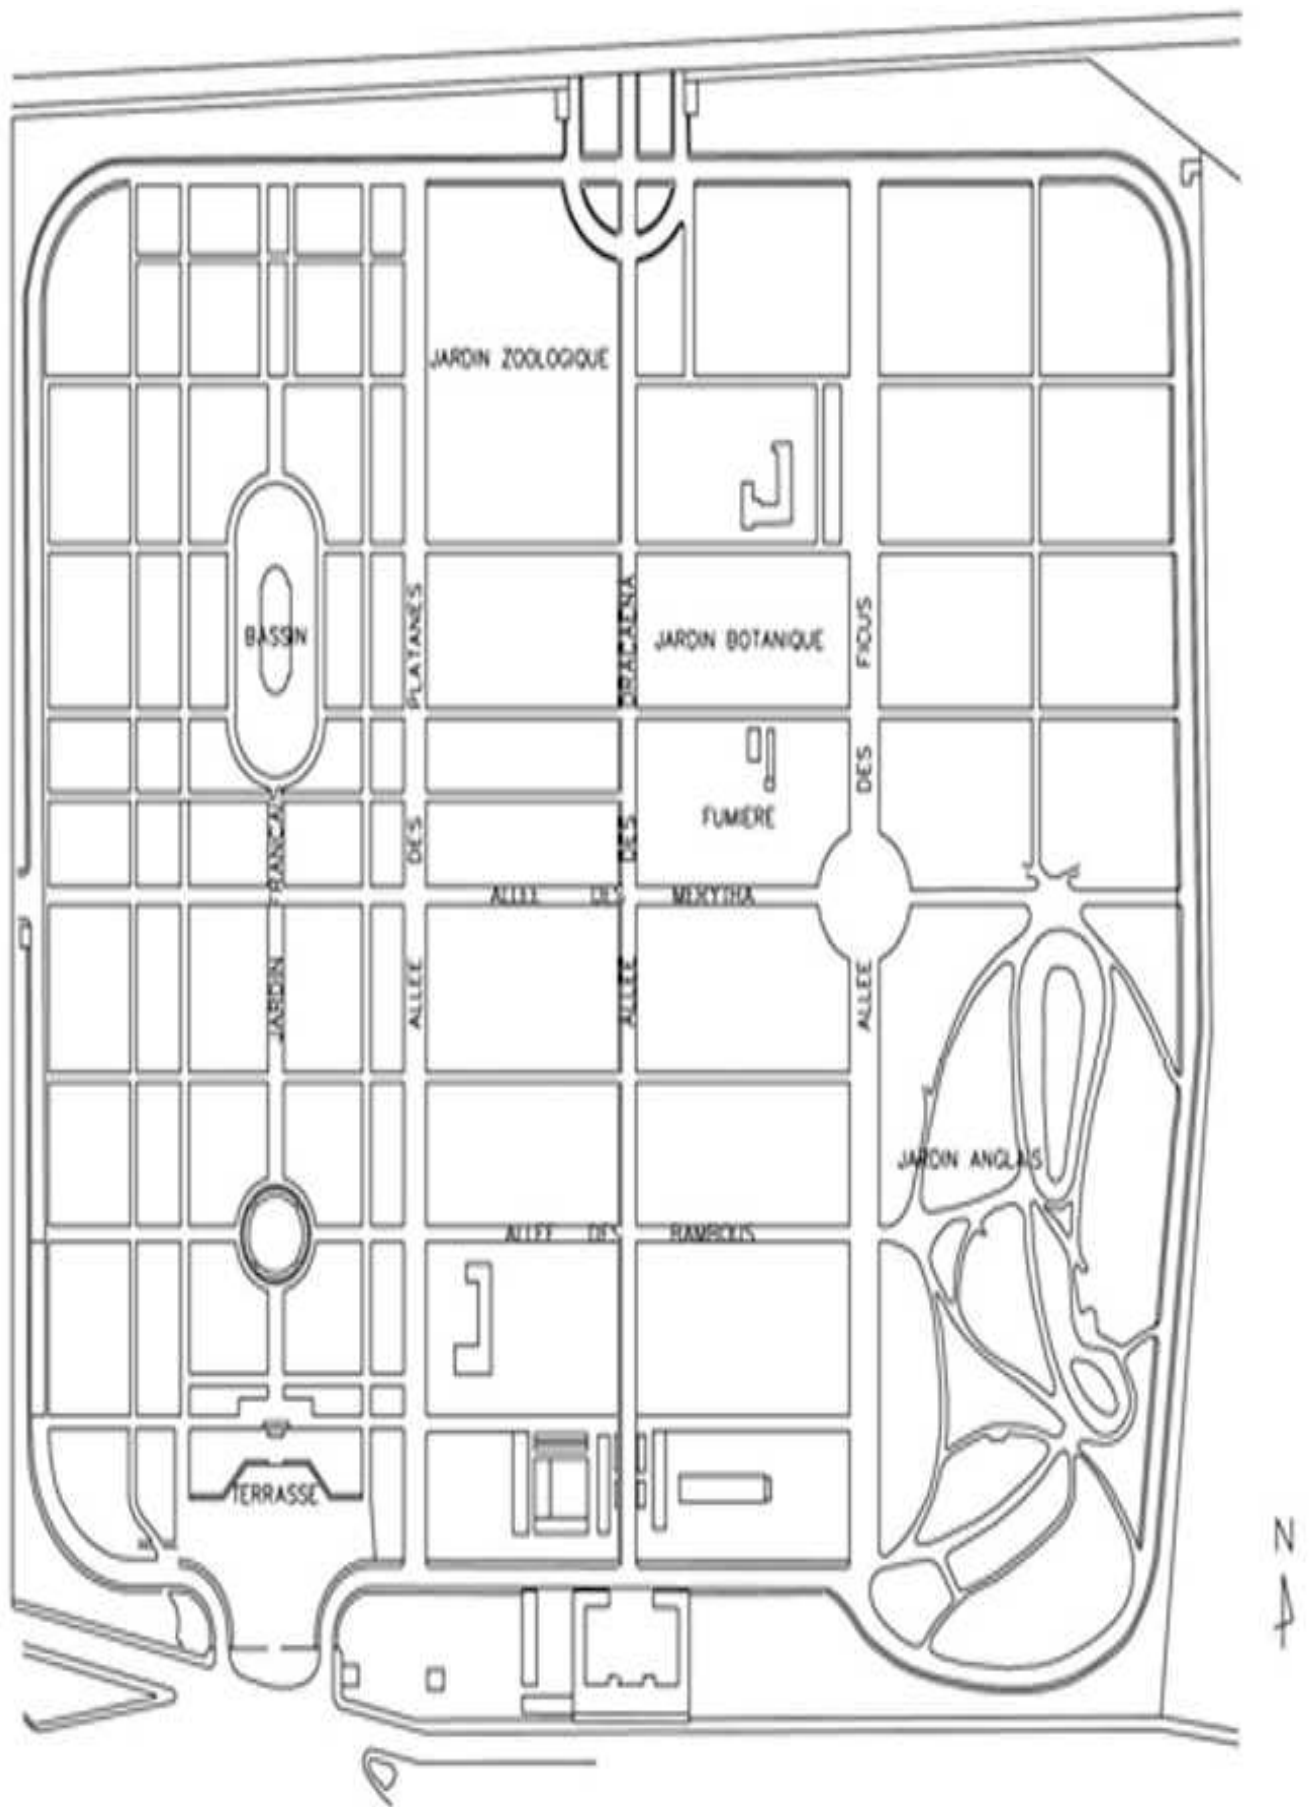 JARDIN ZOOLOGIQUE
BASSIN
ALLEE DES PLATANES
ALLEE DES DRACAENA
JARDIN BOTANIQUE
ALLEE DES FICUS
FUMIERE
JARDIN FRANCAIS
ALLEE DES MERYTHA
JARDIN ANGLAIS
ALLEE DES BAMBOUS
TERRASSE
N